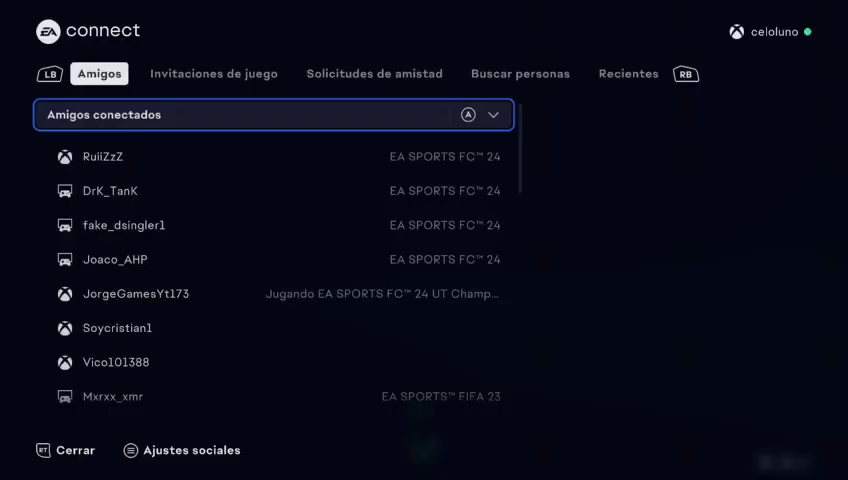 EA connect
celoluno
LB Amigos Invitaciones de juego Solicitudes de amistad Buscar personas Recientes RB
Amigos conectados A
RuiiZzZ EA SPORTS FC™ 24
DrK_TanK EA SPORTS FC™ 24
fake_dsingler1 EA SPORTS FC™ 24
Joaco_AHP EA SPORTS FC™ 24
JorgeGamesYt173 Jugando EA SPORTS FC™ 24 UT Champ...
Soycristian1
Vico101388
Mxrxx_xmr EA SPORTS™ FIFA 23
RT Cerrar Ajustes sociales